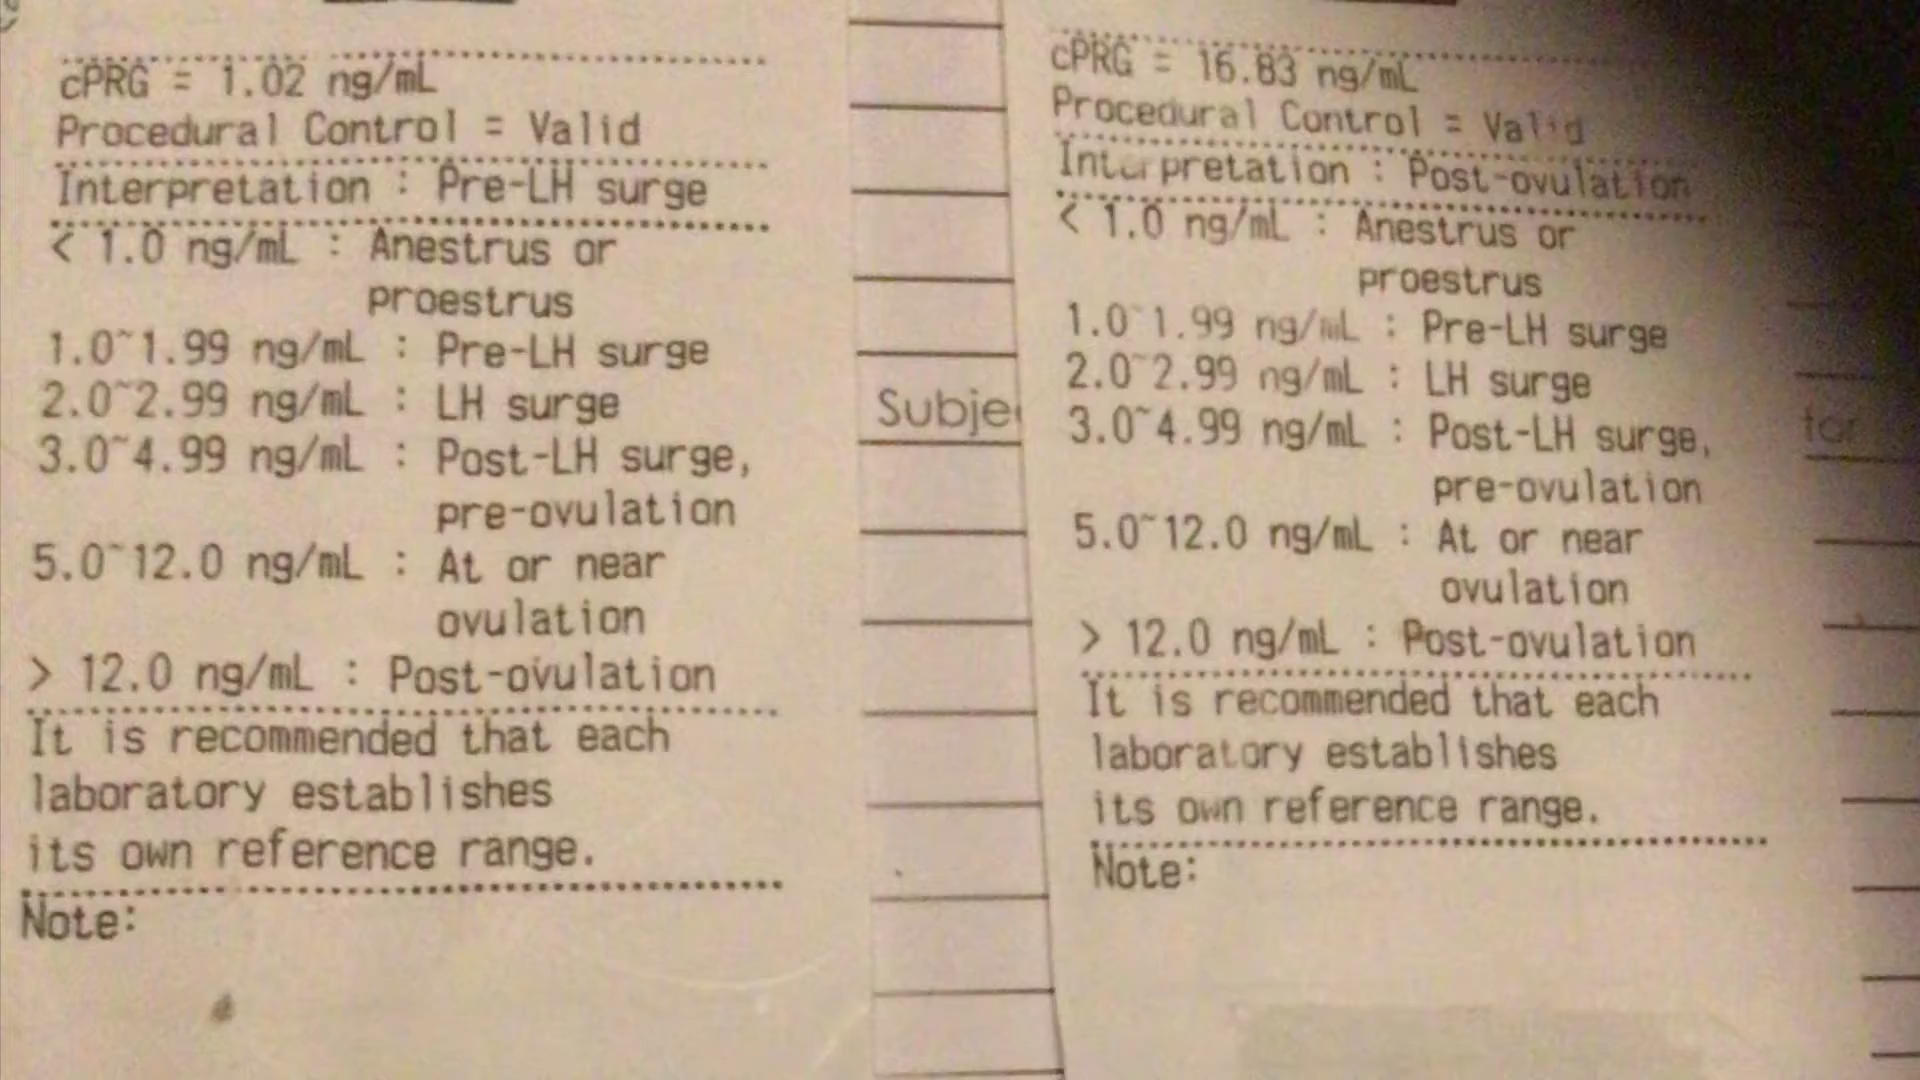 cPRG = 1.02 ng/mL
Procedural Control = Valid
Interpretation : Pre-LH surge
< 1.0 ng/mL : Anestrus or
proestrus
1.0~1.99 ng/mL : Pre-LH surge
2.0~2.99 ng/mL : LH surge
3.0~4.99 ng/mL : Post-LH surge,
pre-ovulation
5.0~12.0 ng/mL : At or near
ovulation
> 12.0 ng/mL : Post-ovulation
It is recommended that each
laboratory establishes
its own reference range.
Note:
Subje
cPRG = 16.83 ng/mL
Procedural Control = Valid
Interpretation : Post-ovulation
< 1.0 ng/mL : Anestrus or
proestrus
1.0~1.99 ng/mL : Pre-LH surge
2.0~2.99 ng/mL : LH surge
3.0~4.99 ng/mL : Post-LH surge,
pre-ovulation
5.0~12.0 ng/mL : At or near
ovulation
> 12.0 ng/mL : Post-ovulation
It is recommended that each
laboratory establishes
its own reference range.
Note: